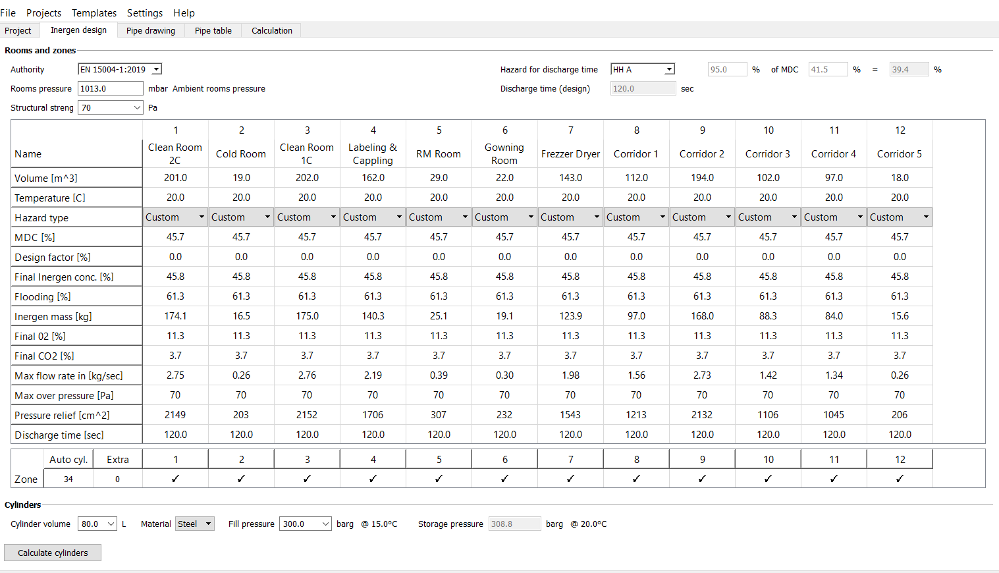 File Projects Templates Settings Help
Project Inergen design Pipe drawing Pipe table Calculation
Rooms and zones
Authority EN 15004-1:2019 Hazard for discharge time HH A 95.0 % of MDC 41.5 % = 39.4 %
Rooms pressure 1013.0 mbar Ambient rooms pressure Discharge time (design) 120.0 sec
Structural streng 70 Pa
1 2 3 4 5 6 7 8 9 10 11 12
Name Clean Room 2C Cold Room Clean Room 1C Labeling & Cappling RM Room Gowning Room Frezzer Dryer Corridor 1 Corridor 2 Corridor 3 Corridor 4 Corridor 5
Volume [m^3] 201.0 19.0 202.0 162.0 29.0 22.0 143.0 112.0 194.0 102.0 97.0 18.0
Temperature [C] 20.0 20.0 20.0 20.0 20.0 20.0 20.0 20.0 20.0 20.0 20.0 20.0
Hazard type Custom Custom Custom Custom Custom Custom Custom Custom Custom Custom Custom Custom
MDC [%] 45.7 45.7 45.7 45.7 45.7 45.7 45.7 45.7 45.7 45.7 45.7 45.7
Design factor [%] 0.0 0.0 0.0 0.0 0.0 0.0 0.0 0.0 0.0 0.0 0.0 0.0
Final Inergen conc. [%] 45.8 45.8 45.8 45.8 45.8 45.8 45.8 45.8 45.8 45.8 45.8 45.8
Flooding [%] 61.3 61.3 61.3 61.3 61.3 61.3 61.3 61.3 61.3 61.3 61.3 61.3
Inergen mass [kg] 174.1 16.5 175.0 140.3 25.1 19.1 123.9 97.0 168.0 88.3 84.0 15.6
Final 02 [%] 11.3 11.3 11.3 11.3 11.3 11.3 11.3 11.3 11.3 11.3 11.3 11.3
Final CO2 [%] 3.7 3.7 3.7 3.7 3.7 3.7 3.7 3.7 3.7 3.7 3.7 3.7
Max flow rate in [kg/sec] 2.75 0.26 2.76 2.19 0.39 0.30 1.98 1.56 2.73 1.42 1.34 0.26
Max over pressure [Pa] 70 70 70 70 70 70 70 70 70 70 70 70
Pressure relief [cm^2] 2149 203 2152 1706 307 232 1543 1213 2132 1106 1045 206
Discharge time [sec] 120.0 120.0 120.0 120.0 120.0 120.0 120.0 120.0 120.0 120.0 120.0 120.0
Auto cyl. Extra 1 2 3 4 5 6 7 8 9 10 11 12
Zone 34 0 ✓ ✓ ✓ ✓ ✓ ✓ ✓ ✓ ✓ ✓ ✓ ✓
Cylinders
Cylinder volume 80.0 L Material Steel Fill pressure 300.0 barg @ 15.0ºC Storage pressure 308.8 barg @ 20.0ºC
Calculate cylinders